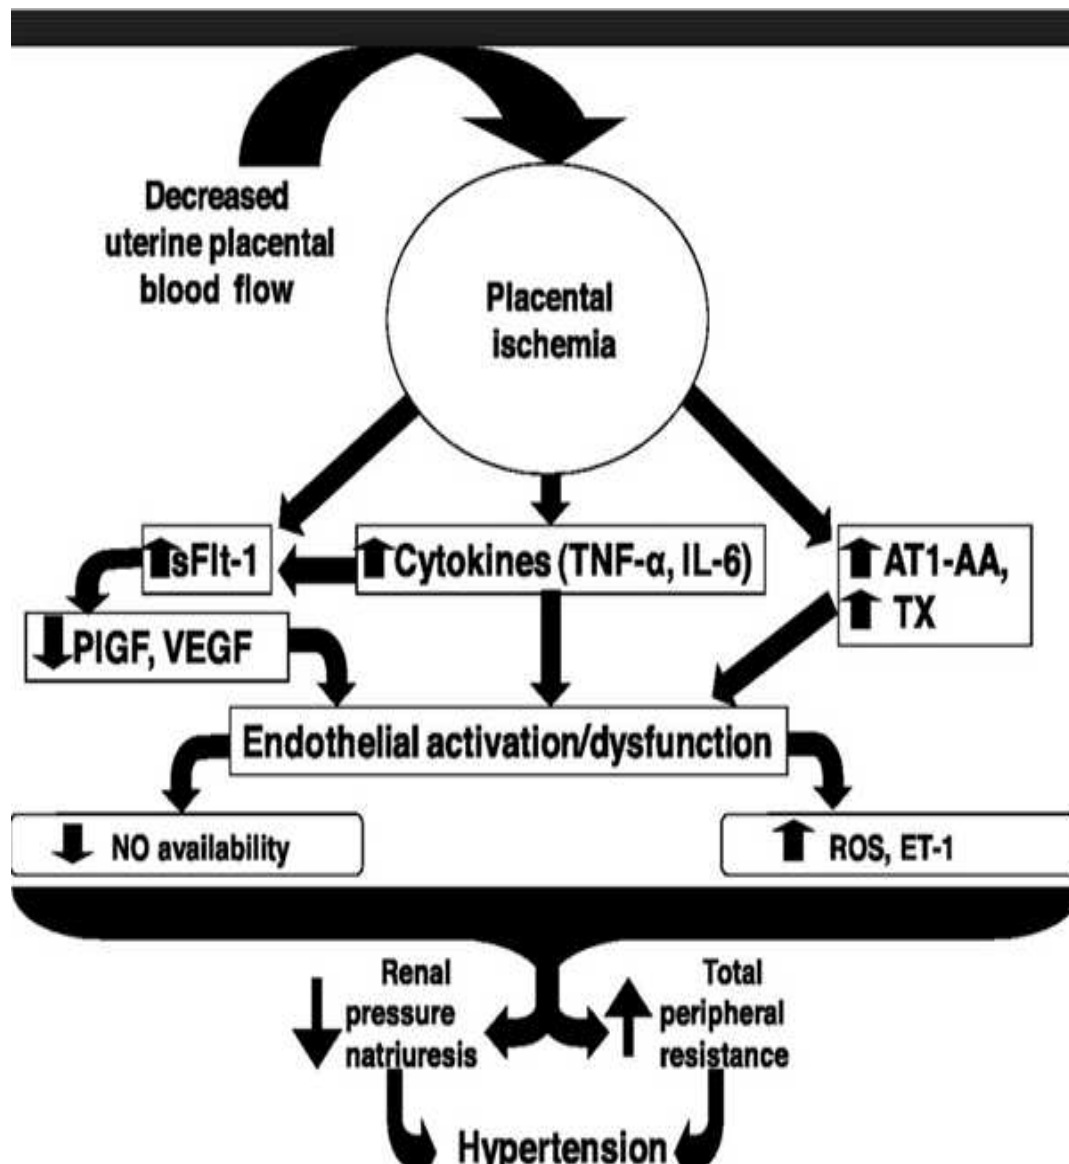 Decreased
uterine placental
blood flow
Placental
ischemia
sFlt-1
Cytokines (TNF-α, IL-6)
AT1-AA,
TX
PlGF, VEGF
Endothelial activation/dysfunction
NO availability
ROS, ET-1
Renal
pressure
natriuresis
Total
peripheral
resistance
Hypertension